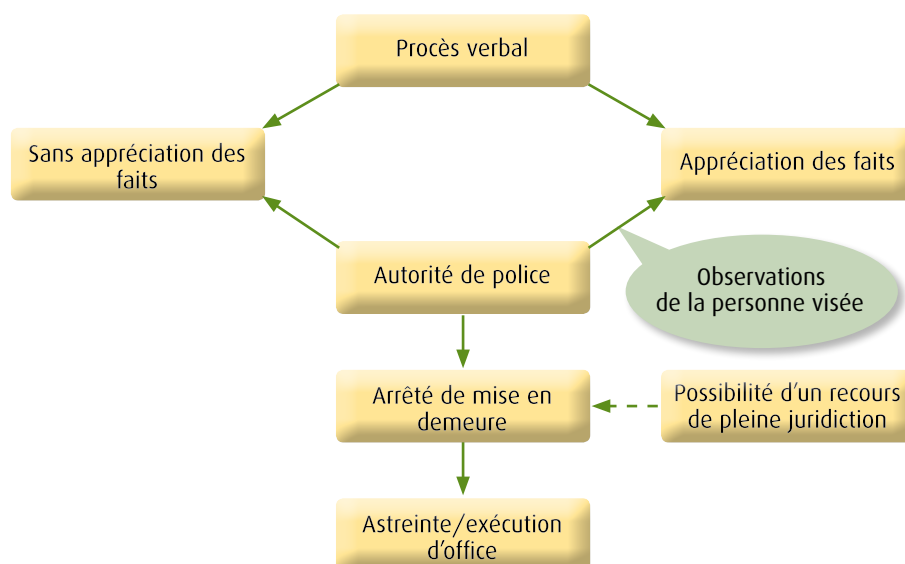 Procès verbal
Sans appréciation des
faits
Appréciation des faits
Autorité de police
Observations
de la personne visée
Arrêté de mise en
demeure
Possibilité d'un recours
de pleine juridiction
Astreinte/exécution
d'office